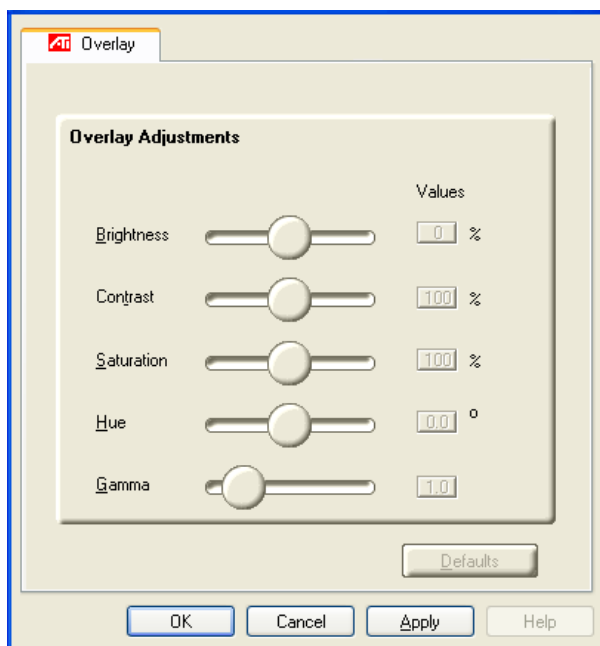 ATI Overlay
Overlay Adjustments
Values
Brightness 0 %
Contrast 100 %
Saturation 100 %
Hue 0.0 °
Gamma 1.0
Defaults
OK Cancel Apply Help